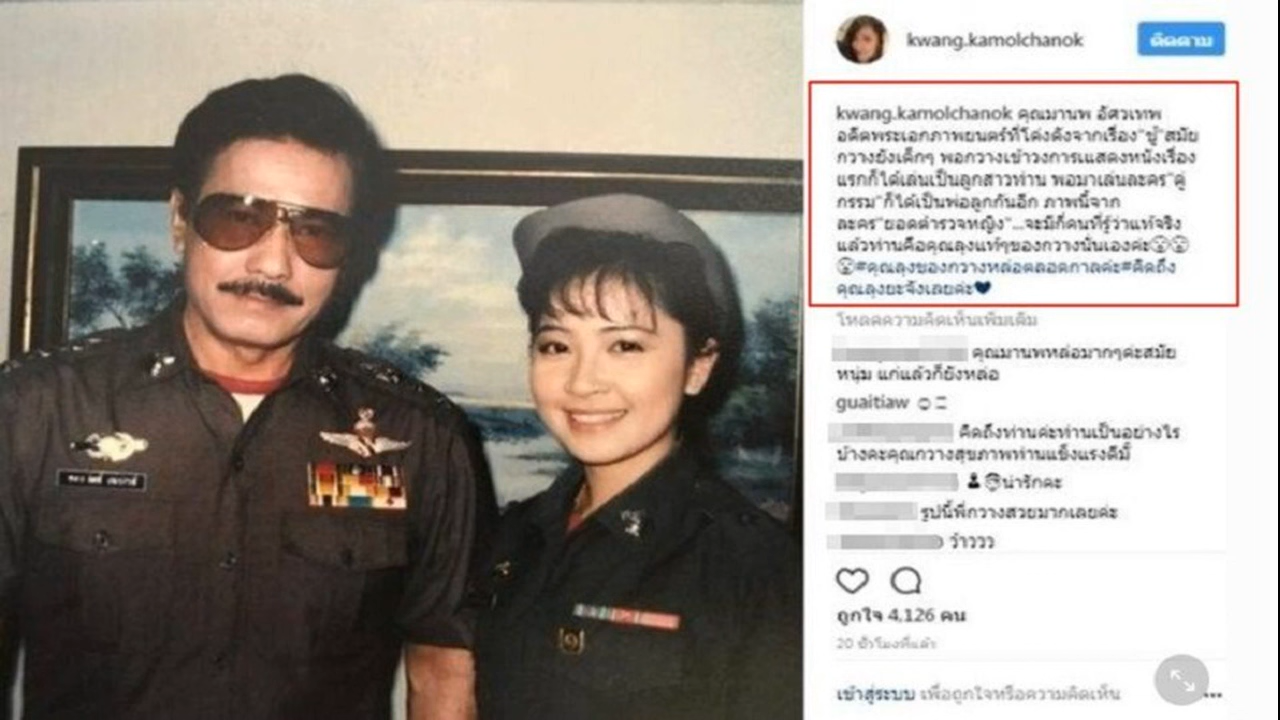 kwang.kamolchanok
ติดตาม
kwang.kamolchanok คุณมานพ อัศวเทพ
อดีตพระเอกภาพยนตร์ที่โด่งดังจากเรื่อง"ชู้"สมัย
กวางยังเด็กๆ พอกวางเข้าวงการแสดงหนังเรื่อง
แรกก็ได้เล่นเป็นลูกสาวท่าน พอมาเล่นละคร"คู่
กรรม"ก็ได้เป็นพ่อลูกกันอีก ภาพนี้จาก
ละคร"ยอดตำรวจหญิง"...จะมีกี่คนที่รู้ว่าแท้จริง
แล้วท่านคือคุณลุงแท้ๆของกวางนั่นเองค่ะ
#คุณลุงของกวางหล่อตลอดกาลค่ะ#คิดถึง
คุณลุงยะจังเลยค่ะ
โหลดความคิดเห็นเพิ่มเติม
คุณมานพหล่อมากๆค่ะสมัย
หนุ่ม แก่แล้วก็ยังหล่อ
guaitiaw
คิดถึงท่านค่ะท่านเป็นอย่างไร
บ้างคะคุณกวางสุขภาพท่านแข็งแรงดีมั้
น่ารักคะ
รูปนี้พี่กวางสวยมากเลยค่ะ
ว้าววว
ถูกใจ 4,126 คน
20 ชั่วโมงที่แล้ว
เข้าสู่ระบบ เพื่อถูกใจหรือความคิดเห็น